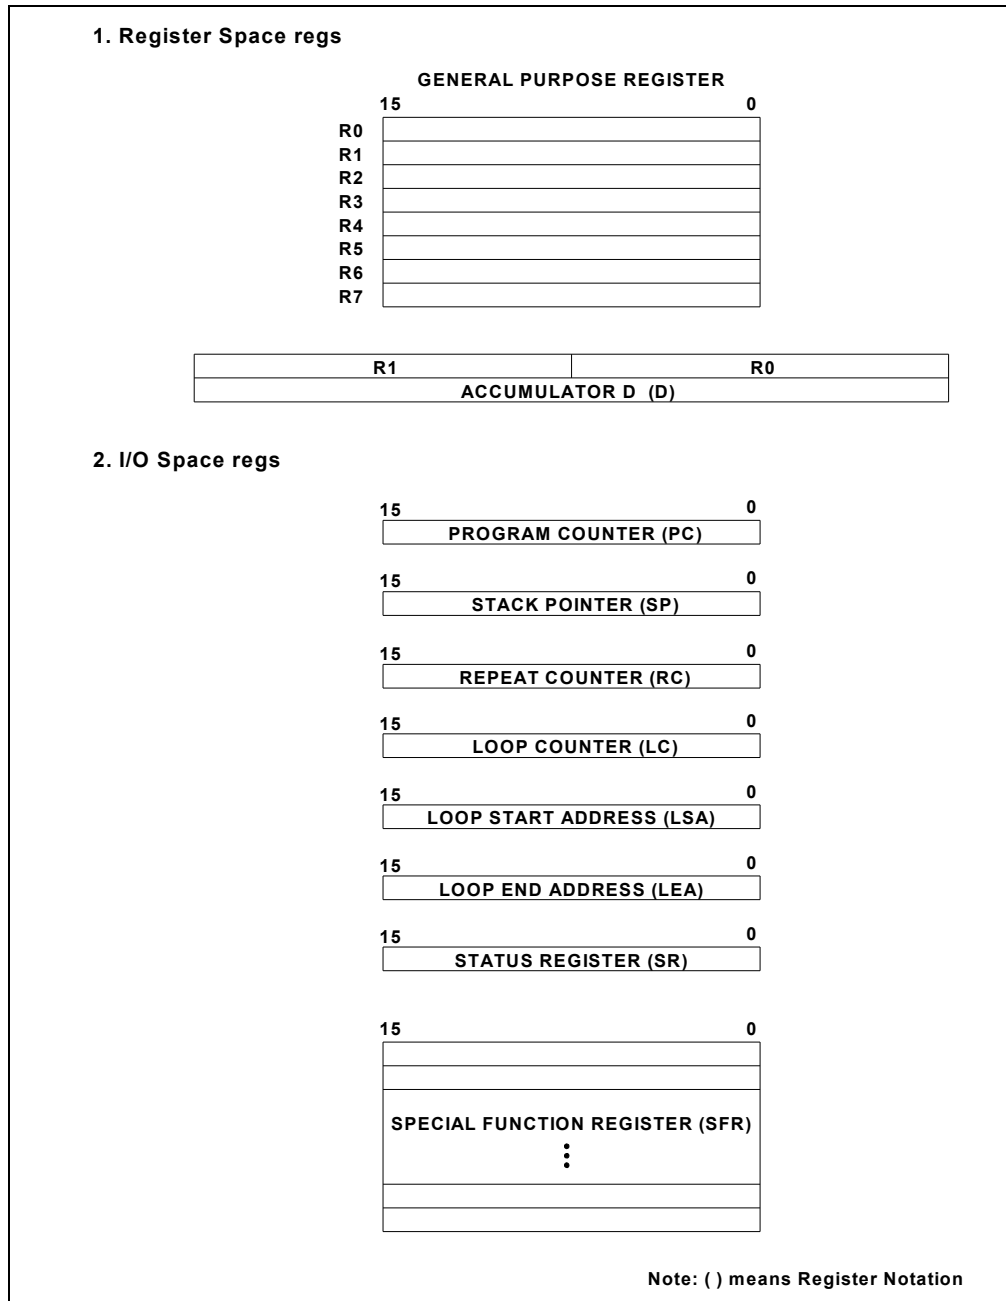 1. Register Space regs
GENERAL PURPOSE REGISTER
15 0
R0
R1
R2
R3
R4
R5
R6
R7
R1 R0
ACCUMULATOR D (D)
2. I/O Space regs
15 0
PROGRAM COUNTER (PC)
15 0
STACK POINTER (SP)
15 0
REPEAT COUNTER (RC)
15 0
LOOP COUNTER (LC)
15 0
LOOP START ADDRESS (LSA)
15 0
LOOP END ADDRESS (LEA)
15 0
STATUS REGISTER (SR)
15 0
SPECIAL FUNCTION REGISTER (SFR)
Note: ( ) means Register Notation